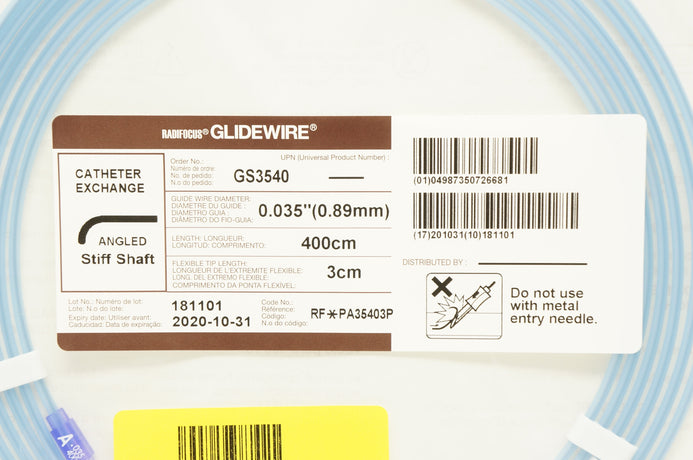 RADIFOCUS® GLIDEWIRE®
CATHETER
EXCHANGE
ANGLED
Stiff Shaft
Order No.:
Numéro de ordre:
No. de pedido:
N.o do pedido:
GS3540
UPN (Universal Product Number) :
GUIDE WIRE DIAMETER:
DIAMETRE DU GUIDE :
DIAMETRO GUIA :
DIÂMETRO DO FIO-GUIA:
0.035"(0.89mm)
LENGTH: LONGUEUR:
LONGITUD: COMPRIMENTO:
400cm
FLEXIBLE TIP LENGTH:
LONGUEUR DE L'EXTREMITE FLEXIBLE:
LONG. DEL EXTREMO FLEXIBLE:
COMPRIMENTO DA PONTA FLEXÍVEL:
3cm
Lot No.: Numéro de lot:
Lote: N.o do lote:
181101
Expiry date: Utiliser avant:
Caducidad: Data de expiração:
2020-10-31
Code No.:
Référence:
Código:
N.o do código:
RF*PA35403P
(01)04987350726681
(17)201031(10)181101
DISTRIBUTED BY :
Do not use
with metal
entry needle.
A .035